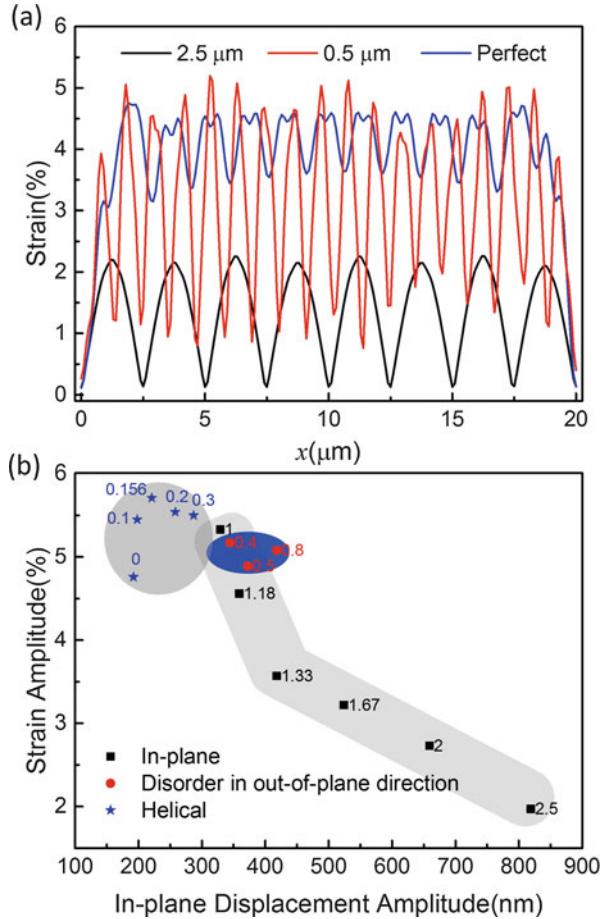 (a)
2.5 μm 0.5 μm Perfect
6
5
4
3
2
1
0
Strain(%)
0 5 10 15 20
x(μm)
(b)
6
5
4
3
2
Strain Amplitude(%)
0.156
0.2
0.3
0.1
0
1
0.4
0.8
0.5
1.18
1.33
1.67
2
2.5
In-plane
Disorder in out-of-plane direction
Helical
100 200 300 400 500 600 700 800 900
In-plane Displacement Amplitude(nm)